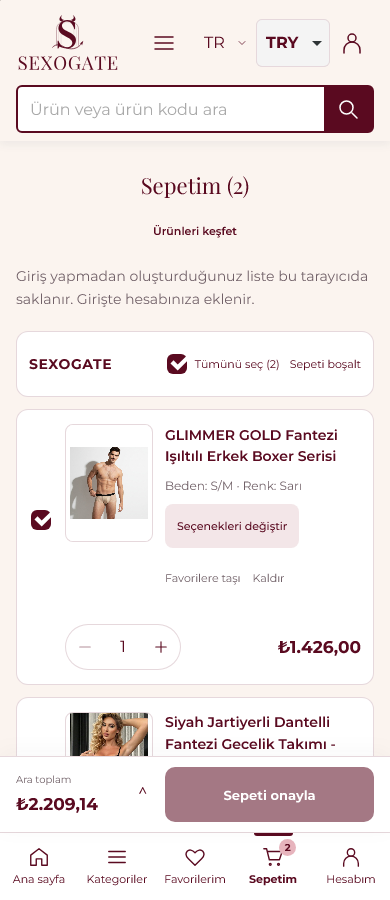 SEXOGATE
TR
TRY
Ürün veya ürün kodu ara
Sepetim (2)
Ürünleri keşfet
Giriş yapmadan oluşturduğunuz liste bu tarayıcıda
saklanır. Girişte hesabınıza eklenir.
SEXOGATE
Tümünü seç (2)
Sepeti boşalt
GLIMMER GOLD Fantezi
Işıltılı Erkek Boxer Serisi
Beden: S/M · Renk: Sarı
Seçenekleri değiştir
Favorilere taşı
Kaldır
1
₺1.426,00
Siyah Jartiyerli Dantelli
Fantezi Gecelik Takımı -
Ara toplam
₺2.209,14
Sepeti onayla
2
Ana sayfa
Kategoriler
Favorilerim
Sepetim
Hesabım